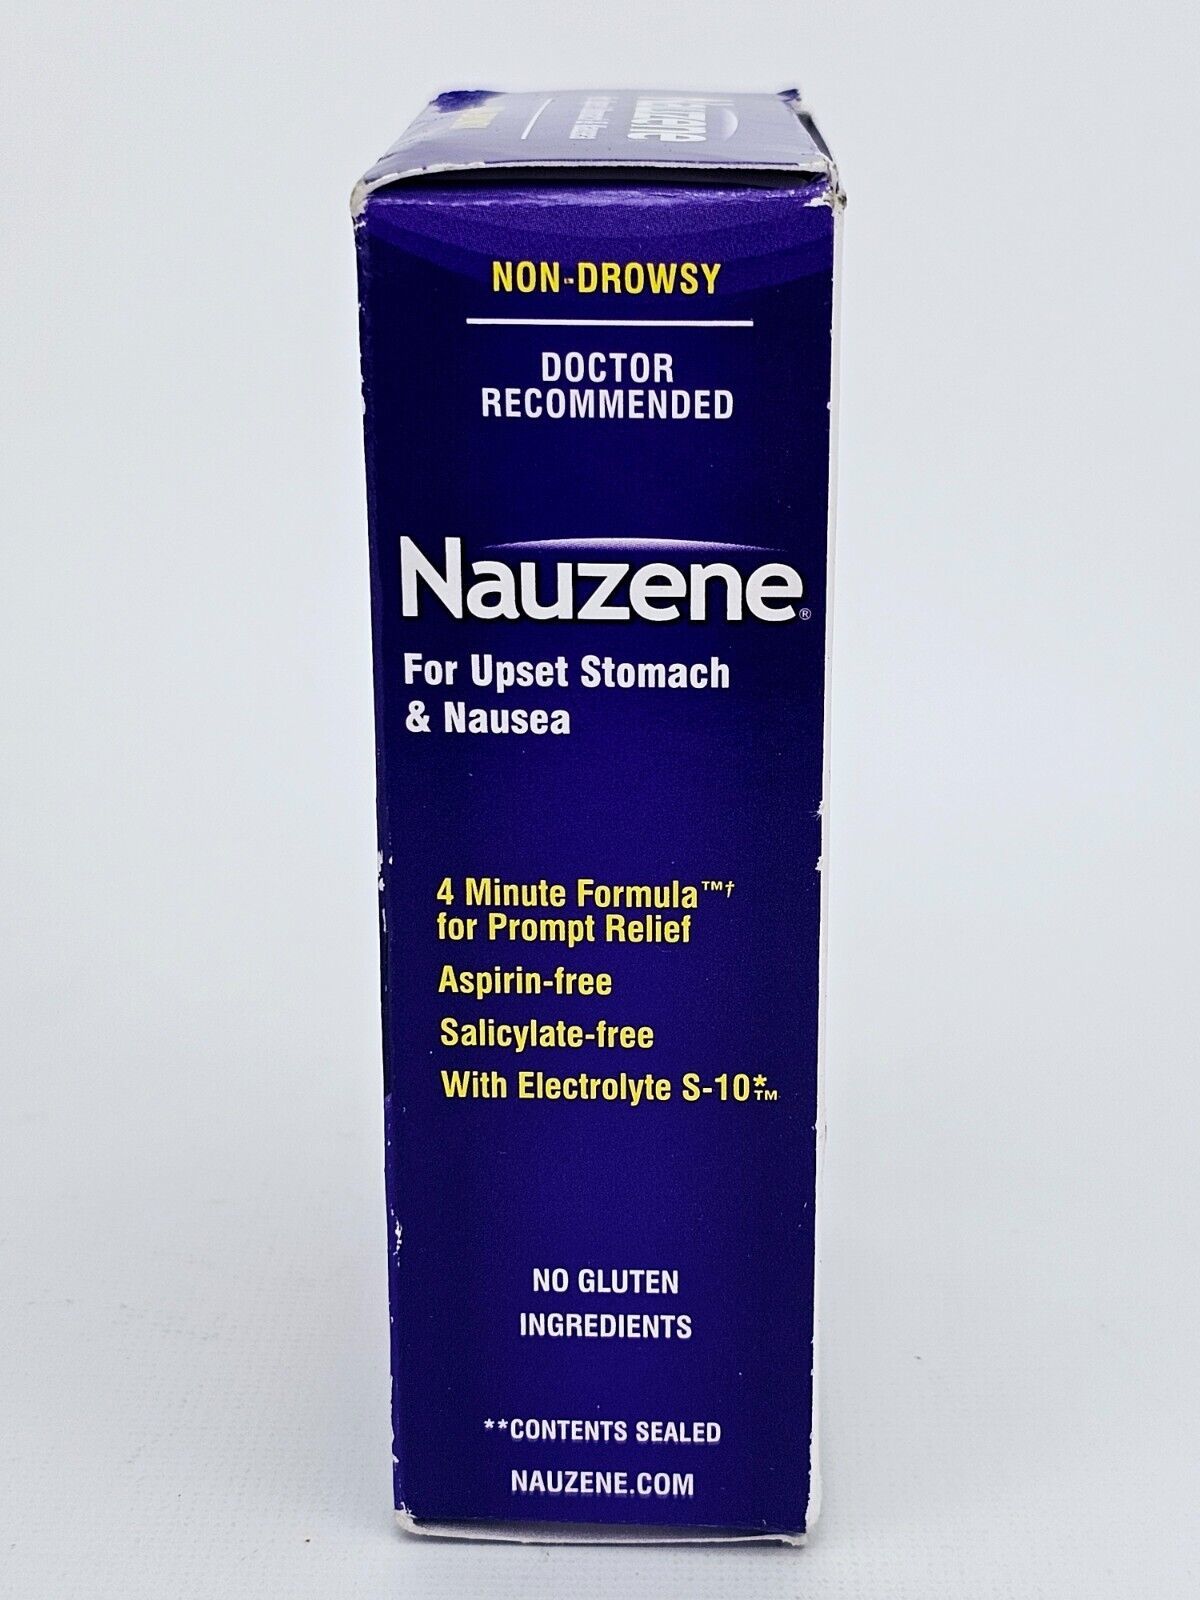 Nauzene
NON-DROWSY
DOCTOR
RECOMMENDED
Nauzene®
For Upset Stomach
& Nausea
4 Minute Formula™†
for Prompt Relief
Aspirin-free
Salicylate-free
With Electrolyte S-10*™
NO GLUTEN
INGREDIENTS
**CONTENTS SEALED
NAUZENE.COM